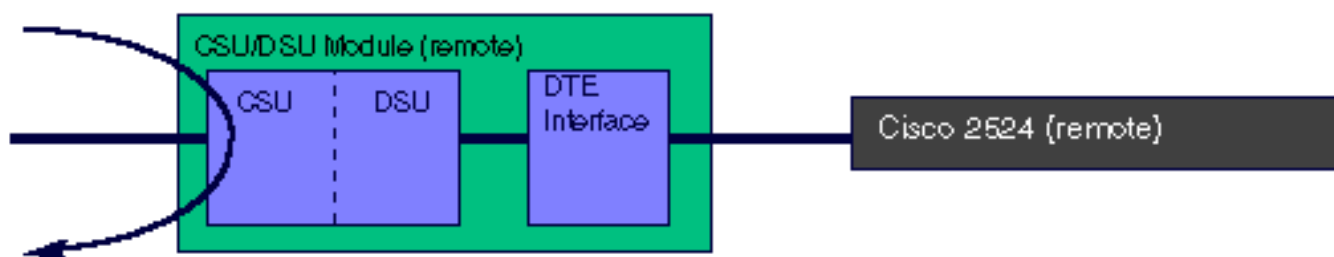 CSU/DSU Module (remote)
CSU
DSU
DTE
Interface
Cisco 2524 (remote)